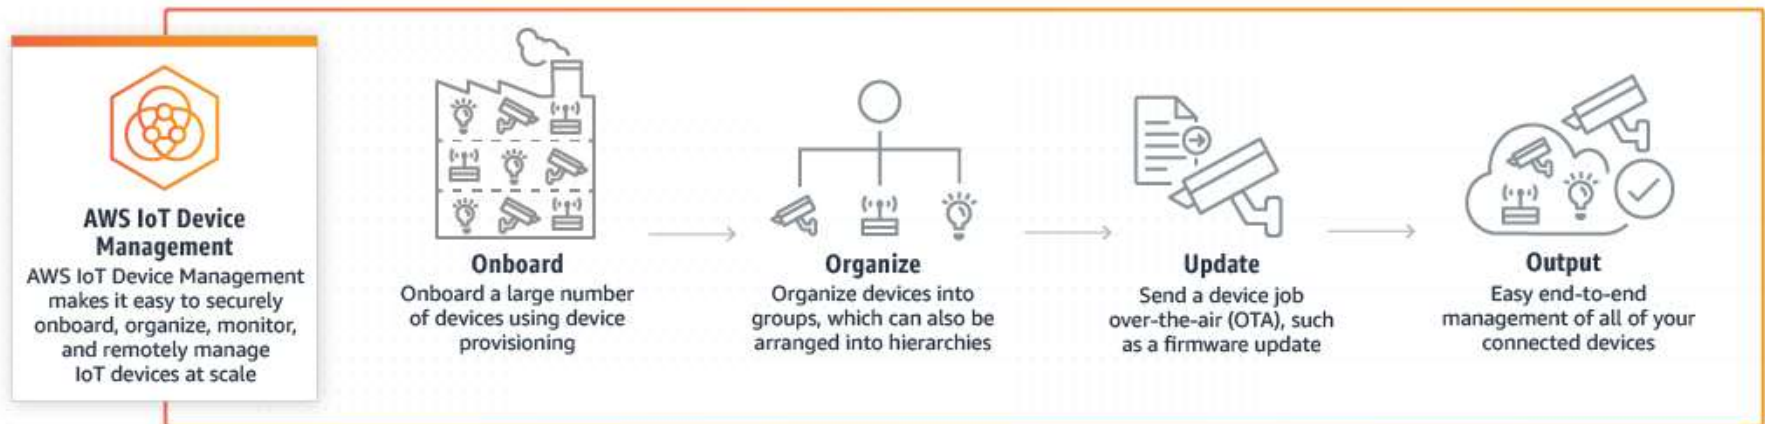 AWS IoT Device
Management
AWS IoT Device Management
makes it easy to securely
onboard, organize, monitor,
and remotely manage
IoT devices at scale
Onboard
Onboard a large number
of devices using device
provisioning
Organize
Organize devices into
groups, which can also be
arranged into hierarchies
Update
Send a device job
over-the-air (OTA), such
as a firmware update
Output
Easy end-to-end
management of all of your
connected devices